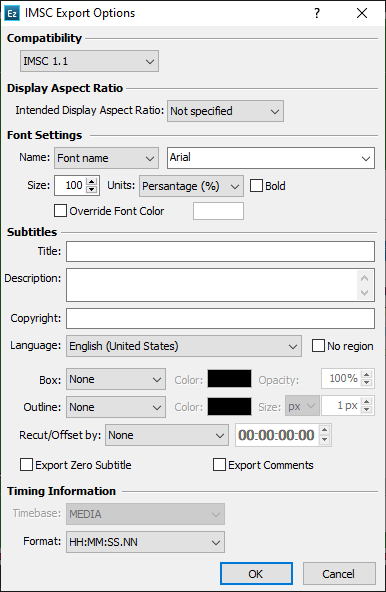 Ez IMSC Export Options ? ×
Compatibility
IMSC 1.1
Display Aspect Ratio
Intended Display Aspect Ratio: Not specified
Font Settings
Name: Font name Arial
Size: 100 Units: Persantage (%) Bold
Override Font Color
Subtitles
Title:
Description:
Copyright:
Language: English (United States) No region
Box: None Color: Opacity: 100%
Outline: None Color: Size: px 1 px
Recut/Offset by: None 00:00:00:00
Export Zero Subtitle Export Comments
Timing Information
Timebase: MEDIA
Format: HH:MM:SS.NN
OK Cancel